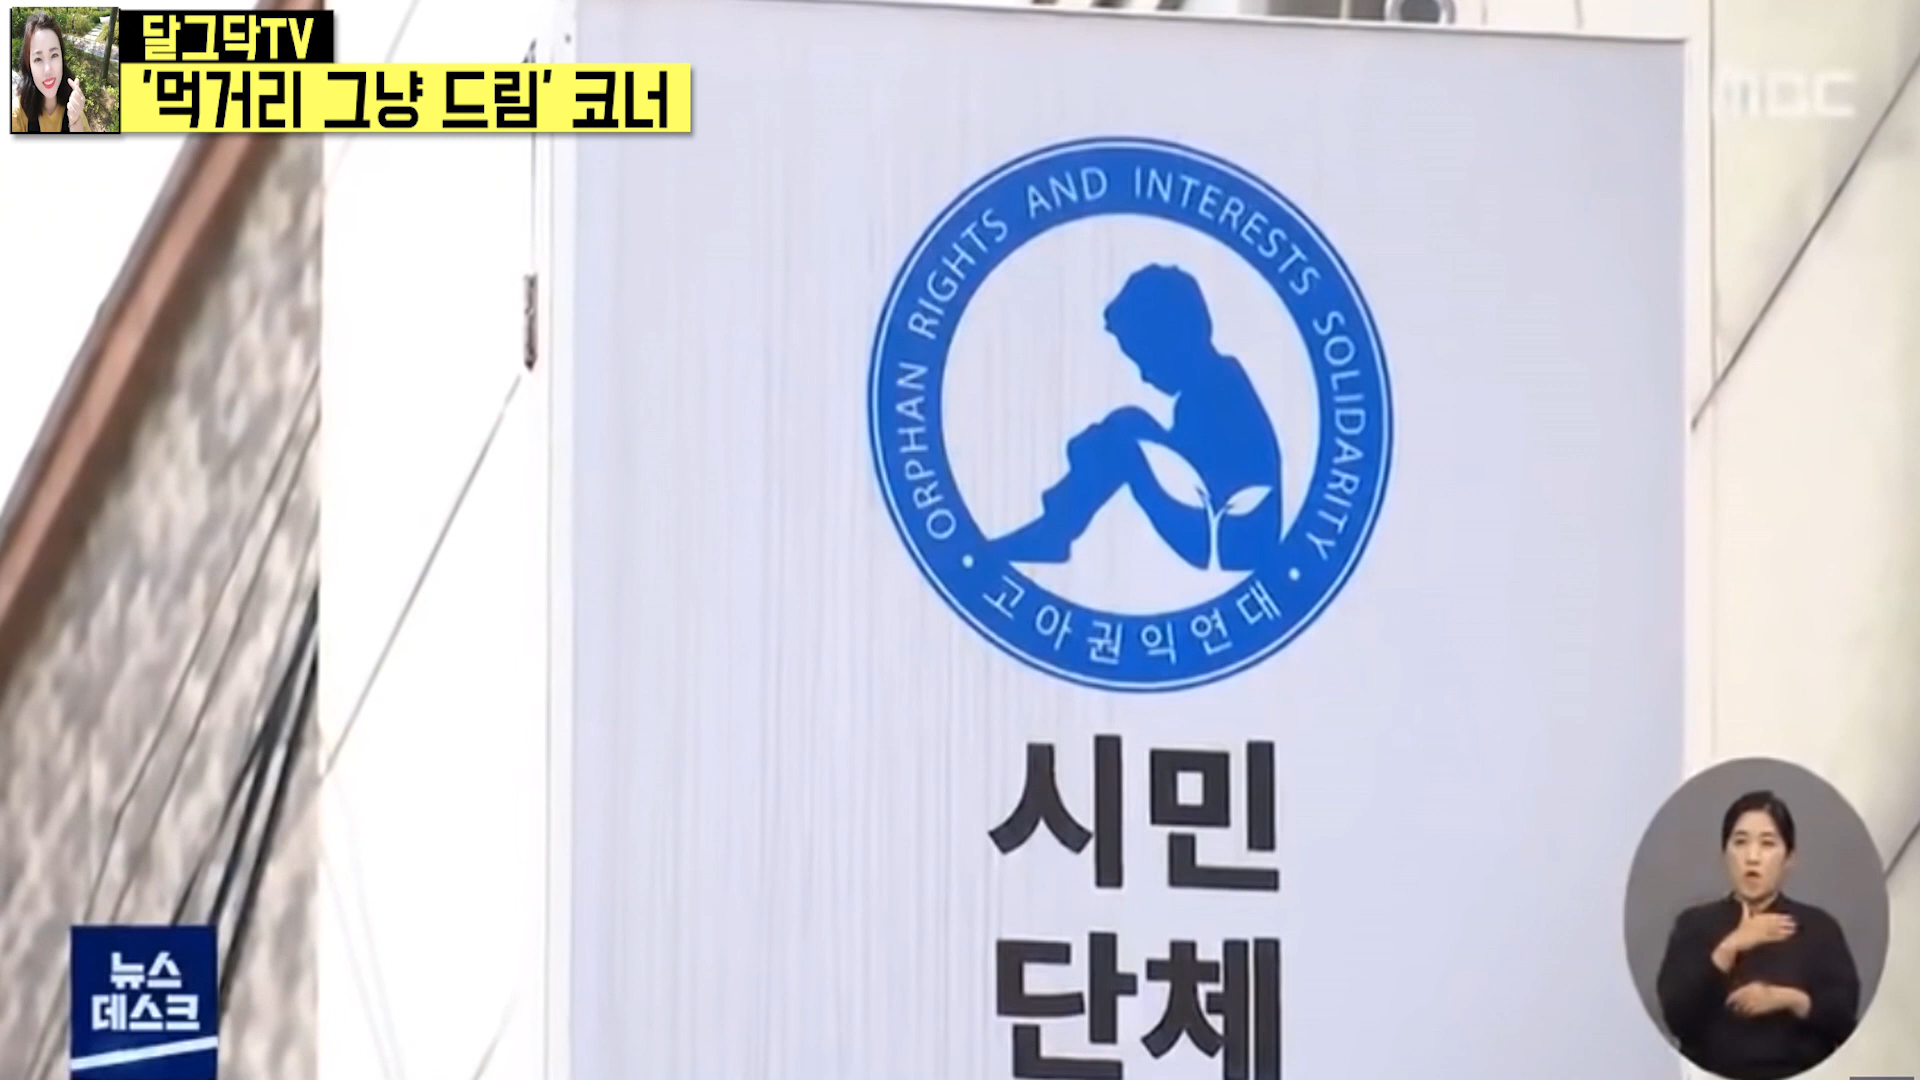 달그닥TV
'먹거리 그냥 드림' 코너
MBC
ORPHAN RIGHTS AND INTERESTS SOLIDARITY
고아권익연대
시민
단체
뉴스
데스크